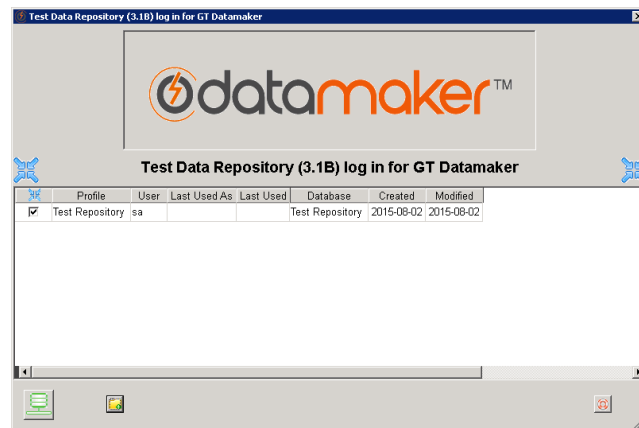 Test Data Repository (3.1B) log in for GT Datamaker
datamaker™
Test Data Repository (3.1B) log in for GT Datamaker
Profile User Last Used As Last Used Database Created Modified
Test Repository sa Test Repository 2015-08-02 2015-08-02